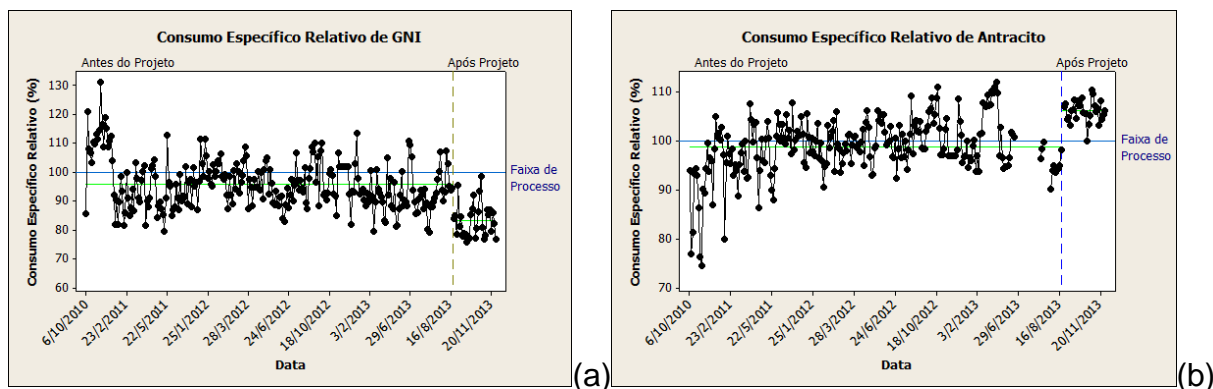 Consumo Específico Relativo de GNI
Antes do Projeto
Após Projeto
Consumo Específico Relativo (%)
130
120
110
100
90
80
70
60
Faixa de
Processo
6/10/2010
23/2/2011
22/5/2011
25/1/2012
28/3/2012
24/6/2012
18/10/2012
3/2/2013
29/6/2013
16/8/2013
20/11/2013
Data
(a)
Consumo Específico Relativo de Antracito
Antes do Projeto
Após Projeto
Consumo Específico Relativo (%)
110
100
90
80
70
Faixa de
Processo
6/10/2010
23/2/2011
22/5/2011
25/1/2012
28/3/2012
24/6/2012
18/10/2012
3/2/2013
29/6/2013
16/8/2013
20/11/2013
Data
(b)